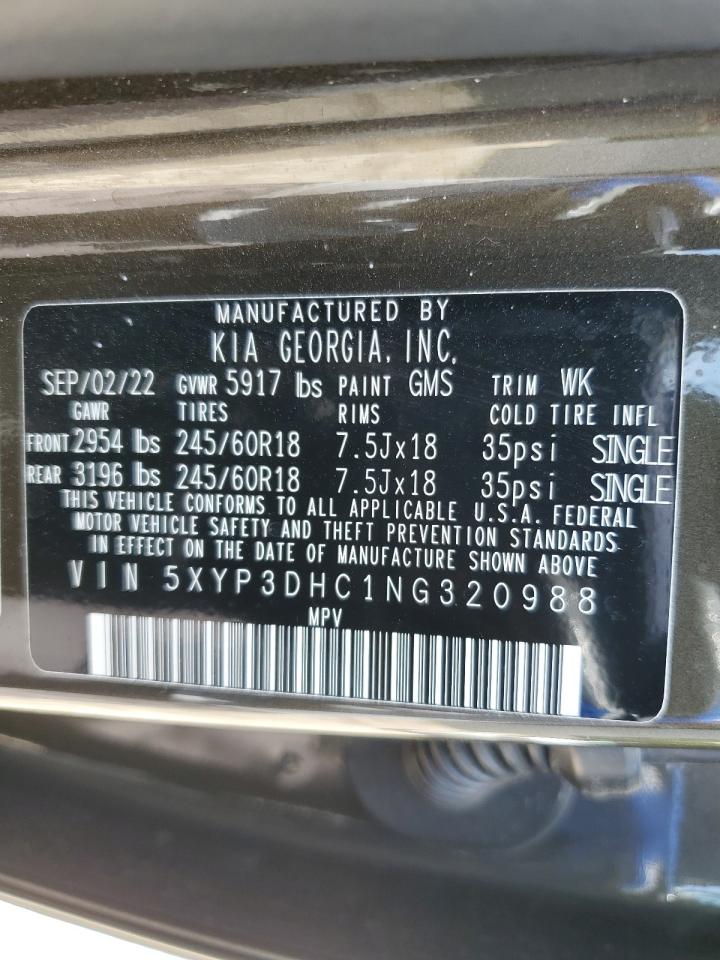 MANUFACTURED BY
KIA GEORGIA, INC.
SEP/02/22 GVWR 5917 lbs PAINT GMS TRIM WK
GAWR TIRES RIMS COLD TIRE INFL
FRONT 2954 lbs 245/60R18 7.5Jx18 35psi SINGLE
REAR 3196 lbs 245/60R18 7.5Jx18 35psi SINGLE
THIS VEHICLE CONFORMS TO ALL APPLICABLE U.S.A. FEDERAL
MOTOR VEHICLE SAFETY AND THEFT PREVENTION STANDARDS
IN EFFECT ON THE DATE OF MANUFACTURE SHOWN ABOVE
VIN 5XYP3DHC1NG320988
MPV